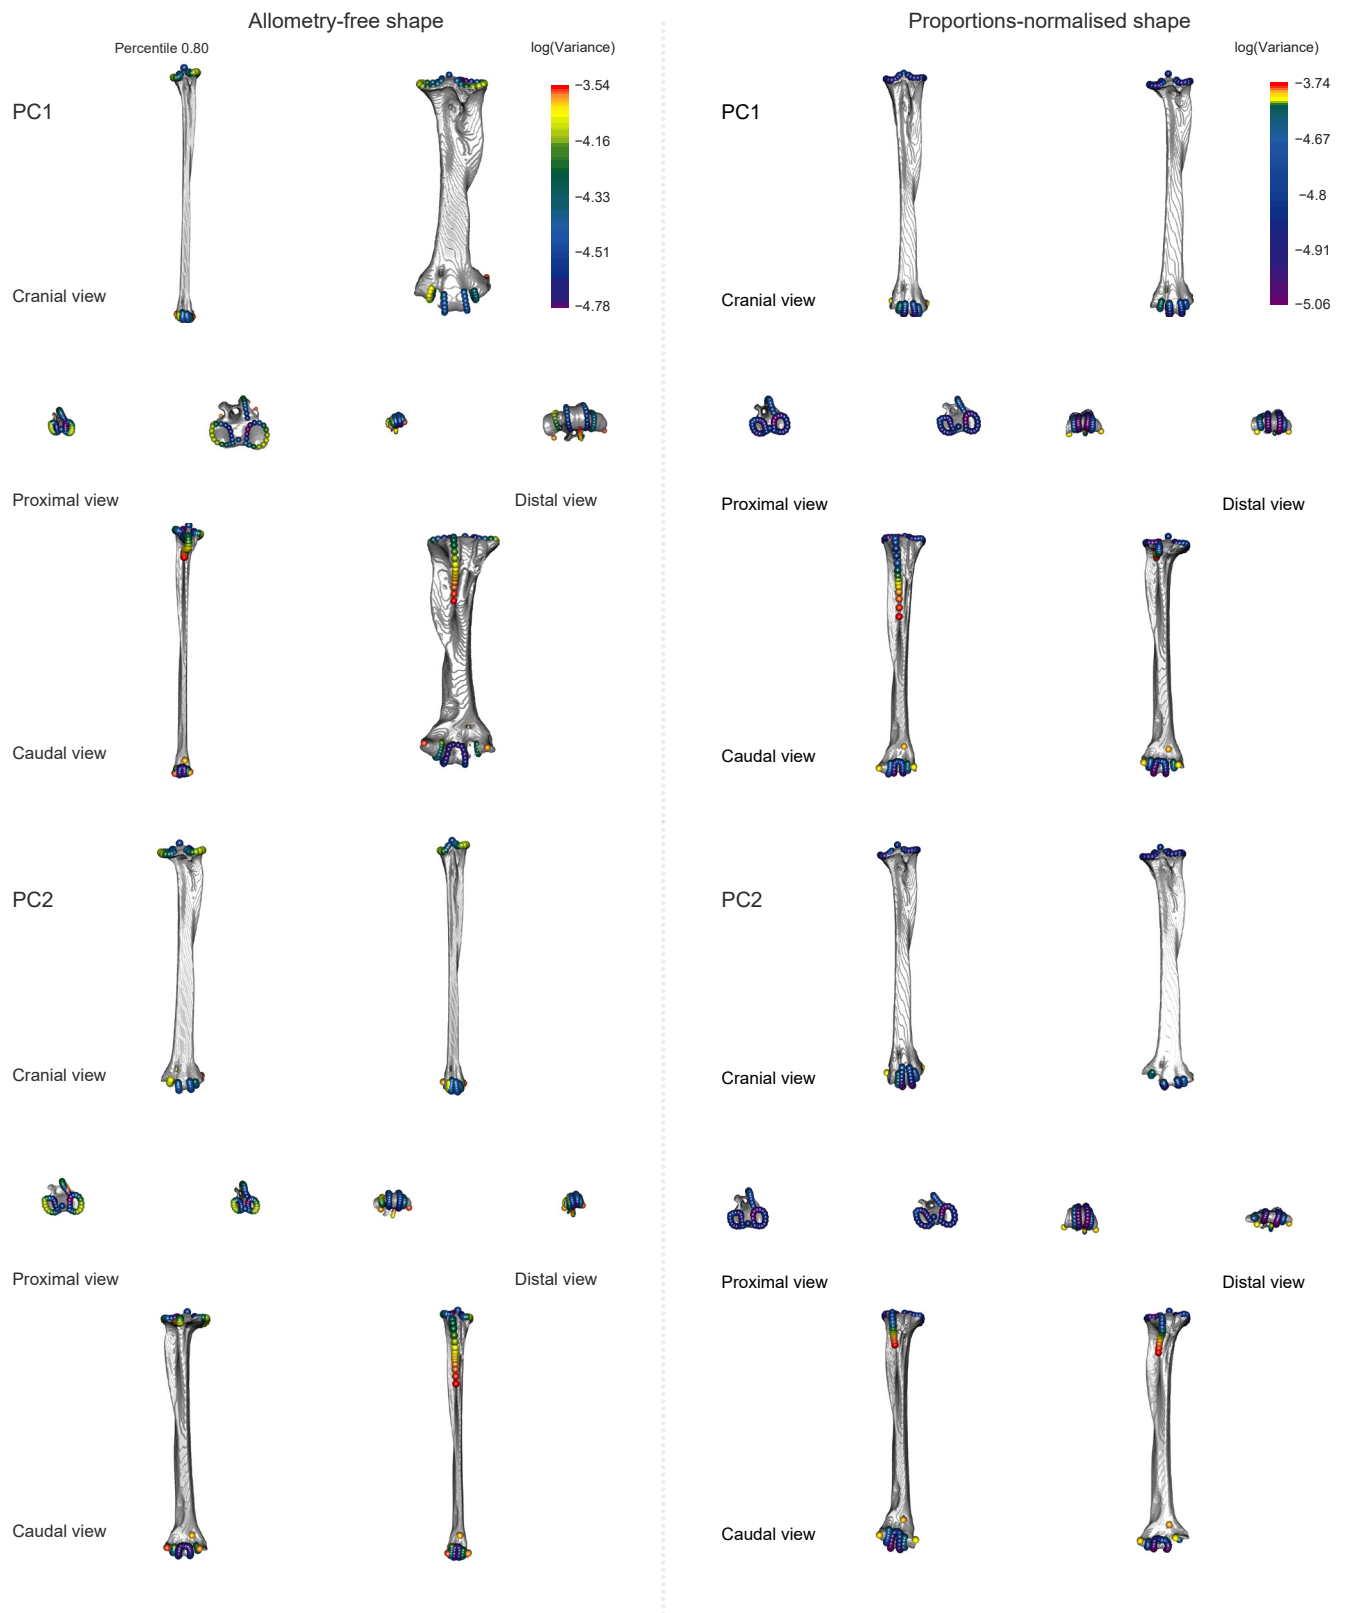 Allometry-free shape
Proportions-normalised shape
Percentile 0.80
log(Variance)
log(Variance)
PC1
−3.54
−4.16
−4.33
−4.51
−4.78
PC1
−3.74
−4.67
−4.8
−4.91
−5.06
Cranial view
Cranial view
Proximal view
Distal view
Proximal view
Distal view
Caudal view
Caudal view
PC2
PC2
Cranial view
Cranial view
Proximal view
Distal view
Proximal view
Distal view
Caudal view
Caudal view